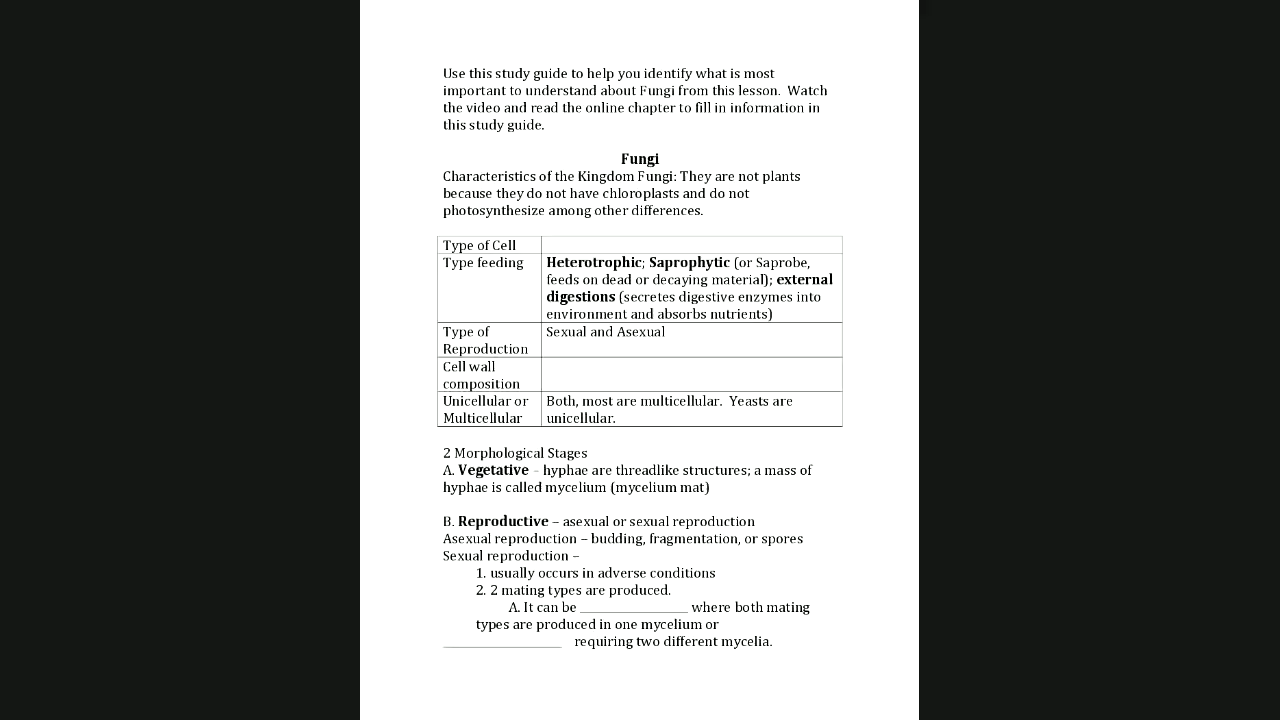 Use this study guide to help you identify what is most
important to understand about Fungi from this lesson.  Watch
the video and read the online chapter to fill in information in
this study guide.
Fungi
Characteristics of the Kingdom Fungi: They are not plants
because they do not have chloroplasts and do not
photosynthesize among other differences.
Type of Cell
Type feeding
Heterotrophic; Saprophytic (or Saprobe,
feeds on dead or decaying material); external
digestions (secretes digestive enzymes into
environment and absorbs nutrients)
Type of
Reproduction
Sexual and Asexual
Cell wall
composition
Unicellular or
Multicellular
Both, most are multicellular.  Yeasts are
unicellular.
2 Morphological Stages
A. Vegetative – hyphae are threadlike structures; a mass of
hyphae is called mycelium (mycelium mat)
B. Reproductive – asexual or sexual reproduction
Asexual reproduction – budding, fragmentation, or spores
Sexual reproduction –
1. usually occurs in adverse conditions
2. 2 mating types are produced.
A. It can be _________________ where both mating
types are produced in one mycelium or
___________________ requiring two different mycelia.